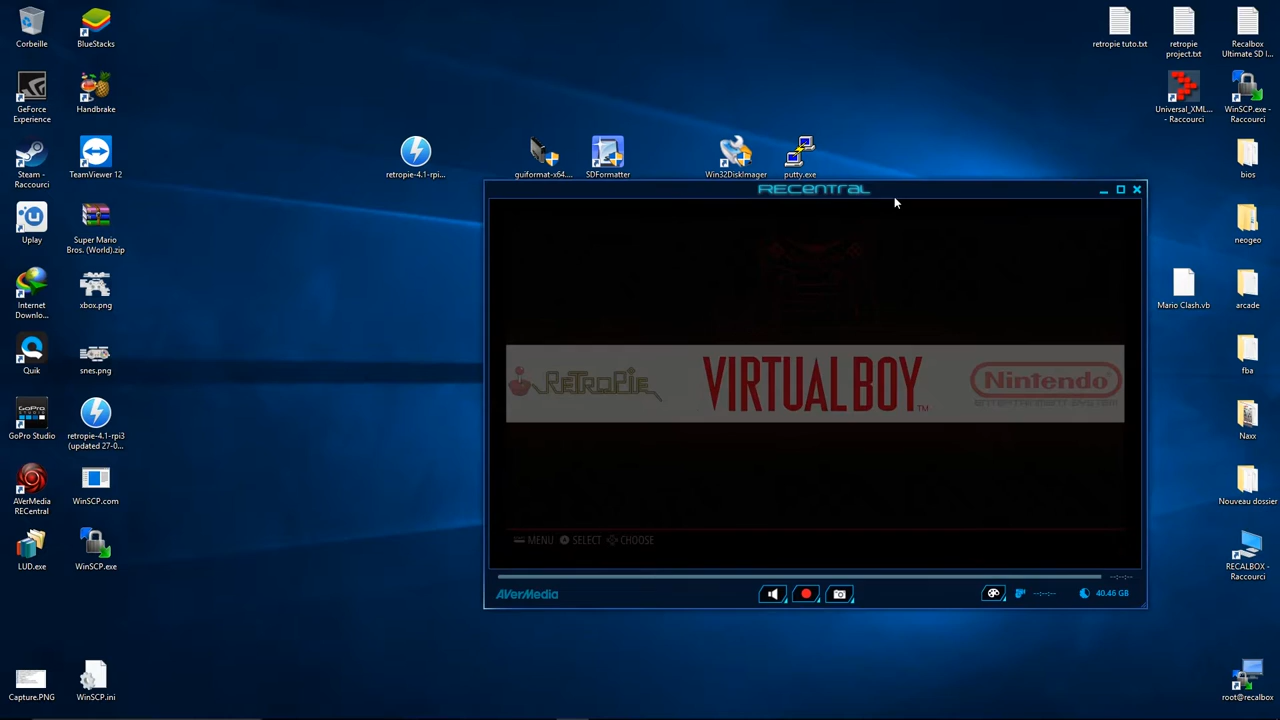 Corbeille
BlueStacks
retropie tuto.txt
retropie
project.txt
Recalbox
Ultimate SD I...
GeForce
Experience
Handbrake
Universal_XML...
- Raccourci
WinSCP.exe -
Raccourci
Steam -
Raccourci
TeamViewer 12
retropie-4.1-rpi...
guiformat-x64....
SDFormatter
Win32DiskImager
putty.exe
bios
RECentral
Uplay
Super Mario
Bros. (World).zip
neogeo
Internet
Downlo...
xbox.png
Mario Clash.vb
arcade
Quik
snes.png
RETROPIE
VIRTUAL BOY
TM
Nintendo
ENTERTAINMENT SYSTEM
fba
GoPro Studio
retropie-4.1-rpi3
(updated 27-0...
Naxx
AVerMedia
RECentral
WinSCP.com
Nouveau dossier
LUD.exe
WinSCP.exe
MENU SELECT CHOOSE
RECALBOX -
Raccourci
--:--:--
AVerMedia
--:--:--
40.46 GB
Capture.PNG
WinSCP.ini
root@recalbox